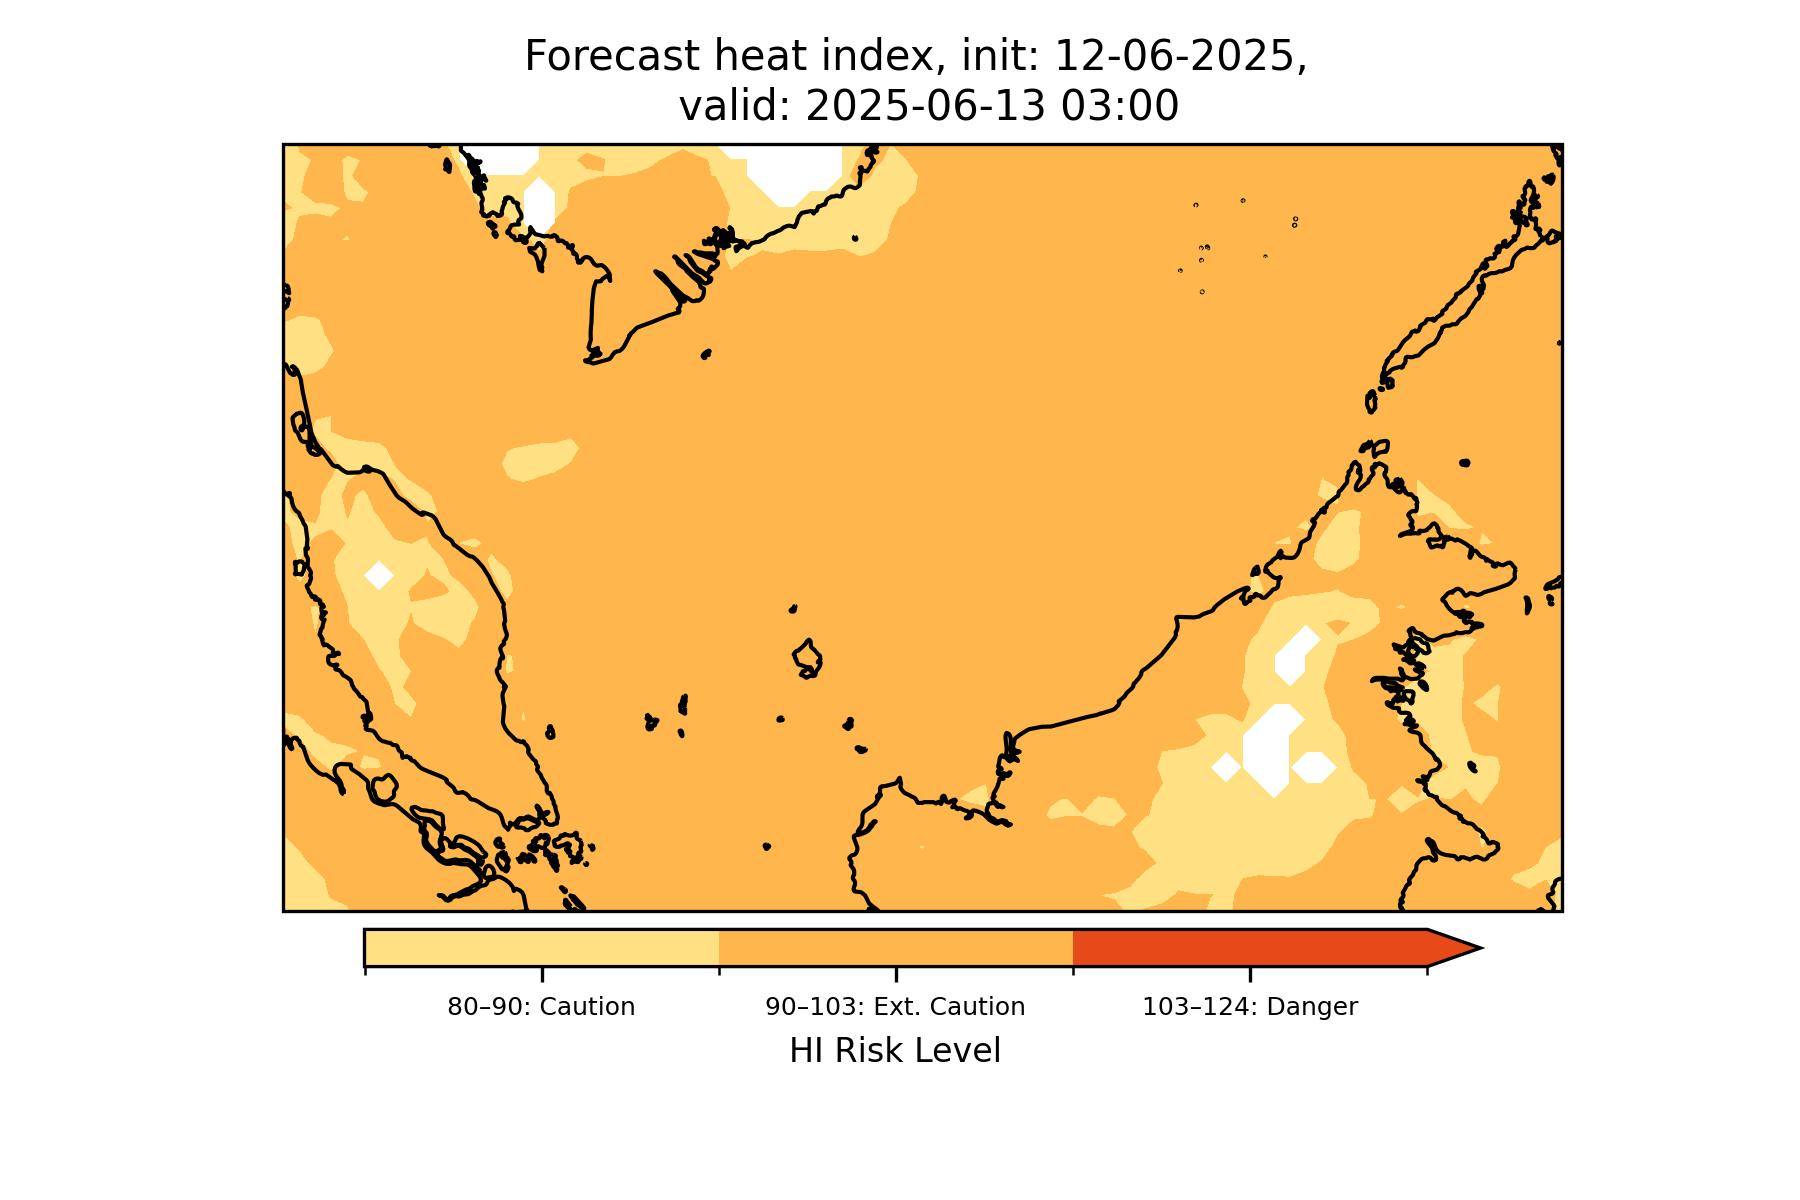 Forecast heat index, init: 12-06-2025,
valid: 2025-06-13 03:00
80–90: Caution
90–103: Ext. Caution
103–124: Danger
HI Risk Level